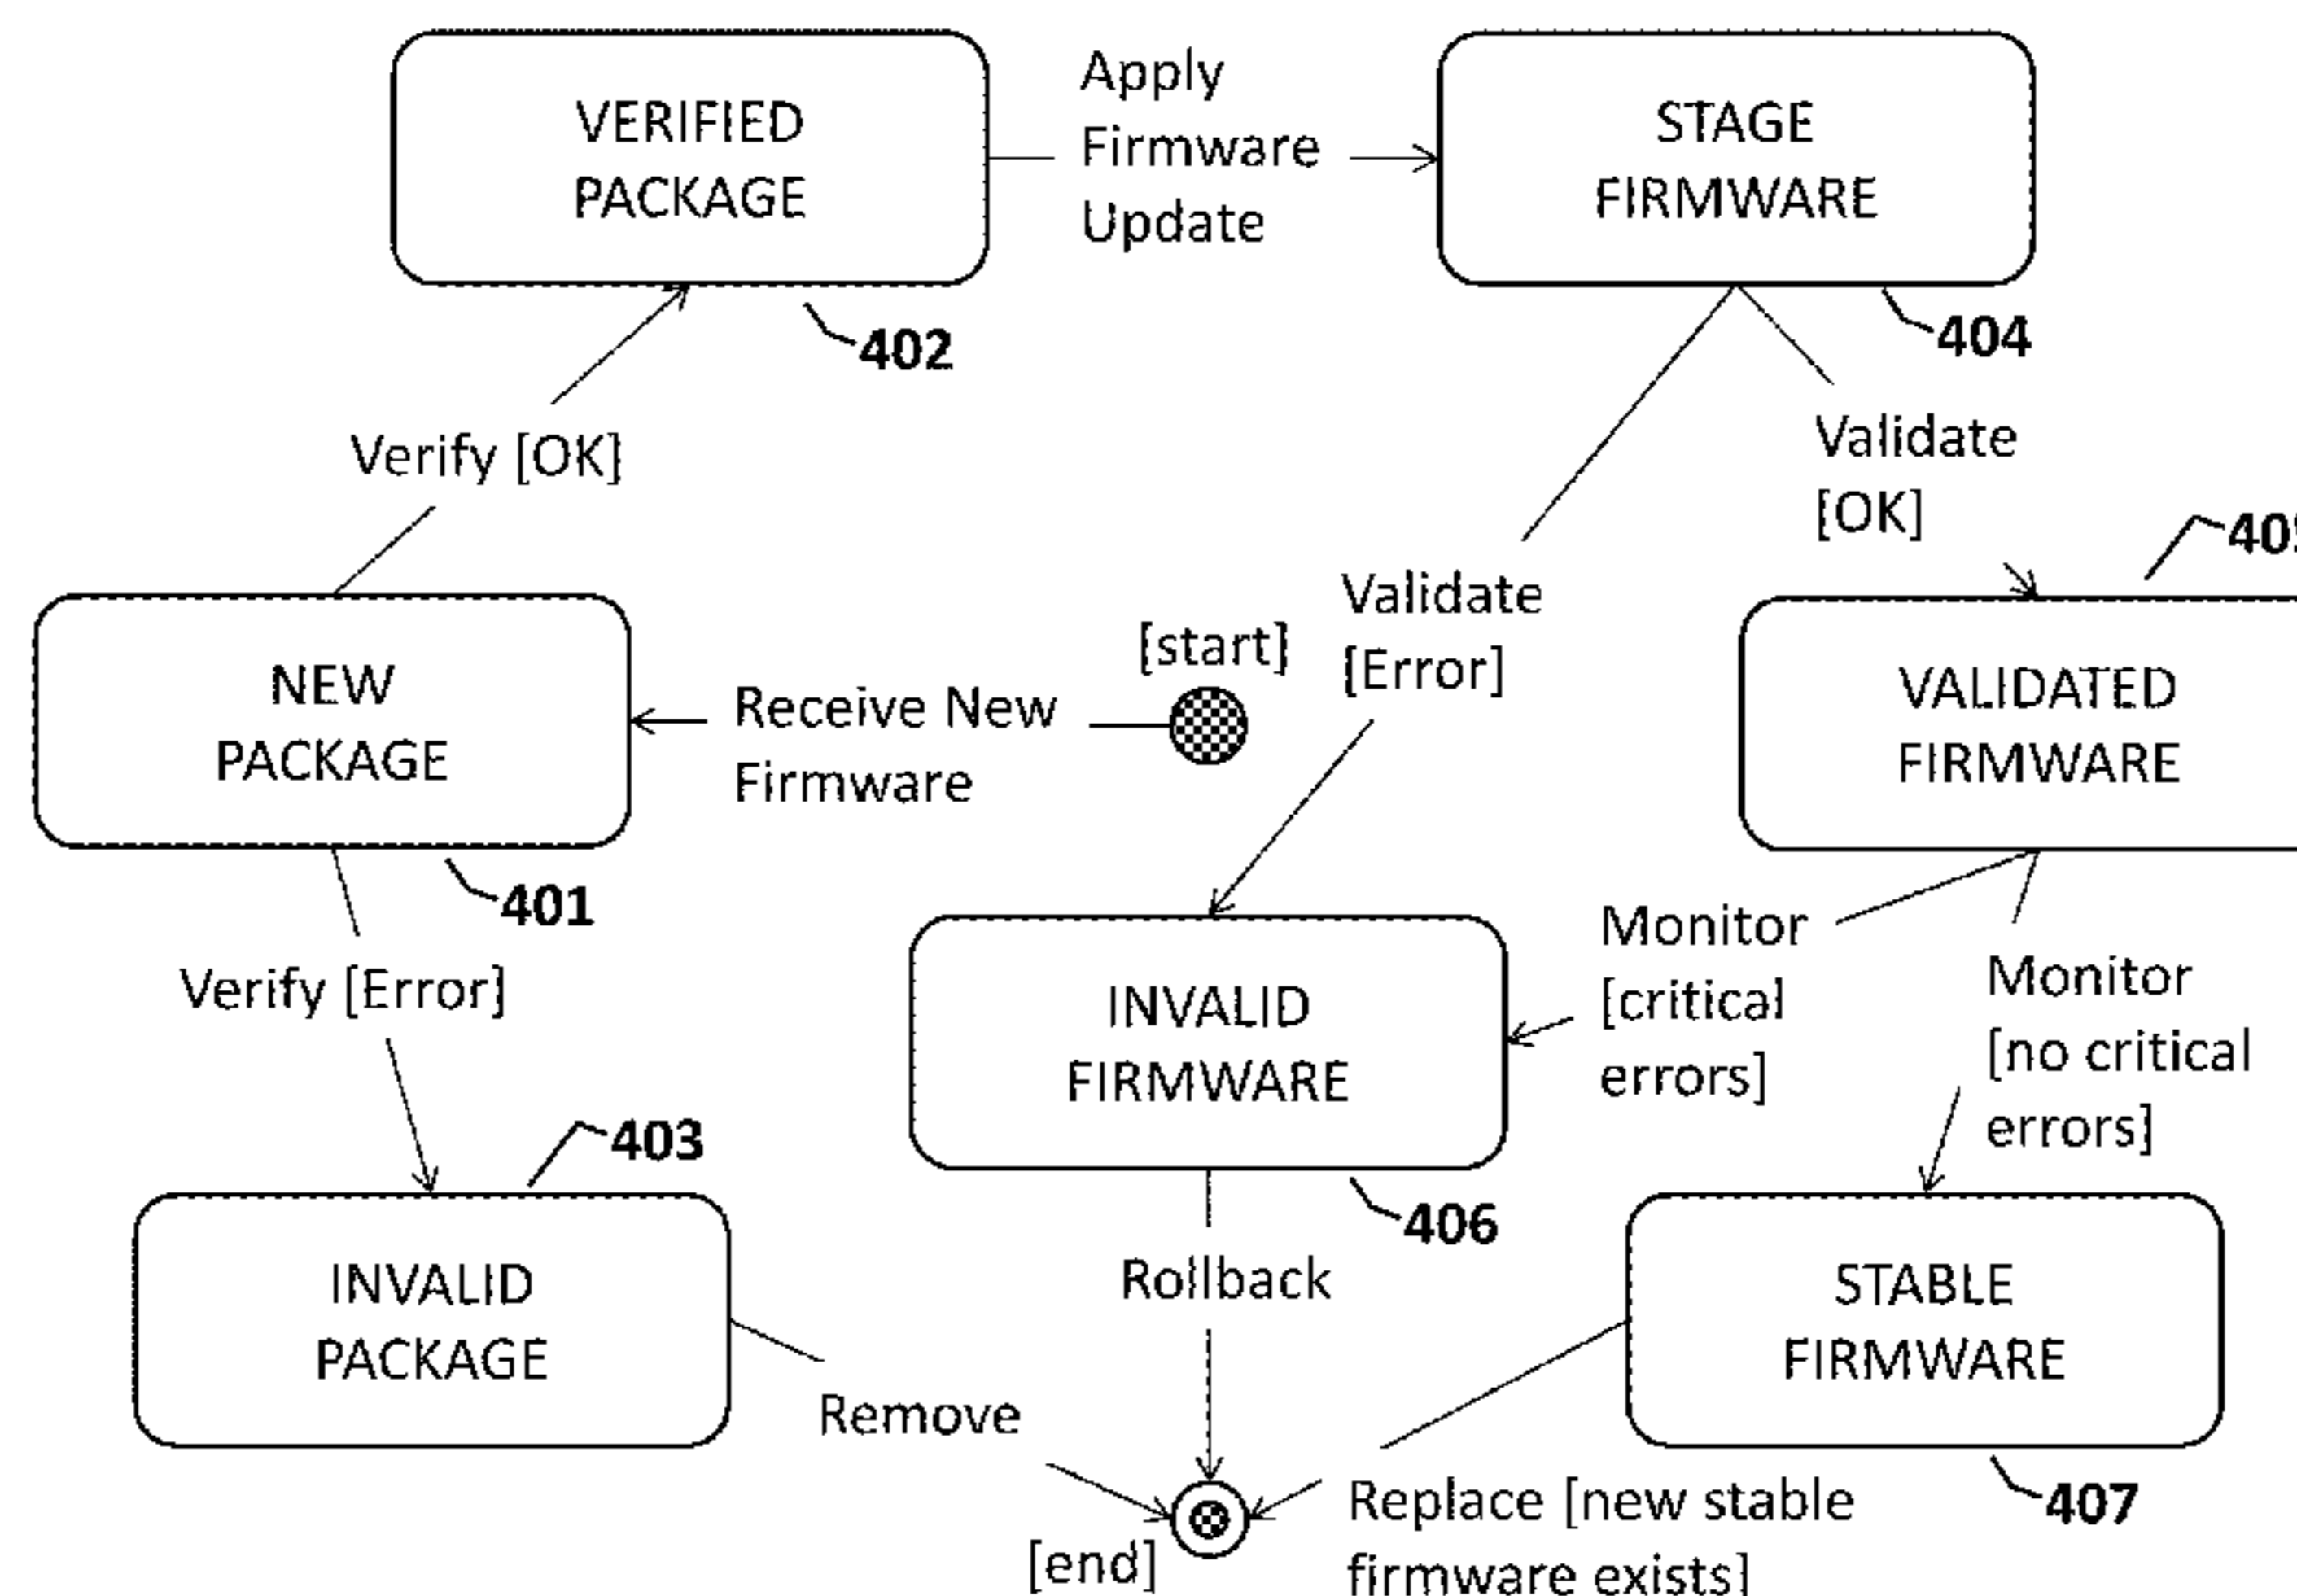 VERIFIED
PACKAGE
Apply
Firmware
Update
STAGE
FIRMWARE
402
404
Verify [OK]
Validate
[OK]
Validate
[Error]
[start]
NEW
PACKAGE
Receive New
Firmware
VALIDATED
FIRMWARE
401
Verify [Error]
Monitor
[critical
errors]
Monitor
[no critical
errors]
INVALID
FIRMWARE
403
406
INVALID
PACKAGE
Rollback
STABLE
FIRMWARE
Remove
Replace [new stable
firmware exists]
407
[end]